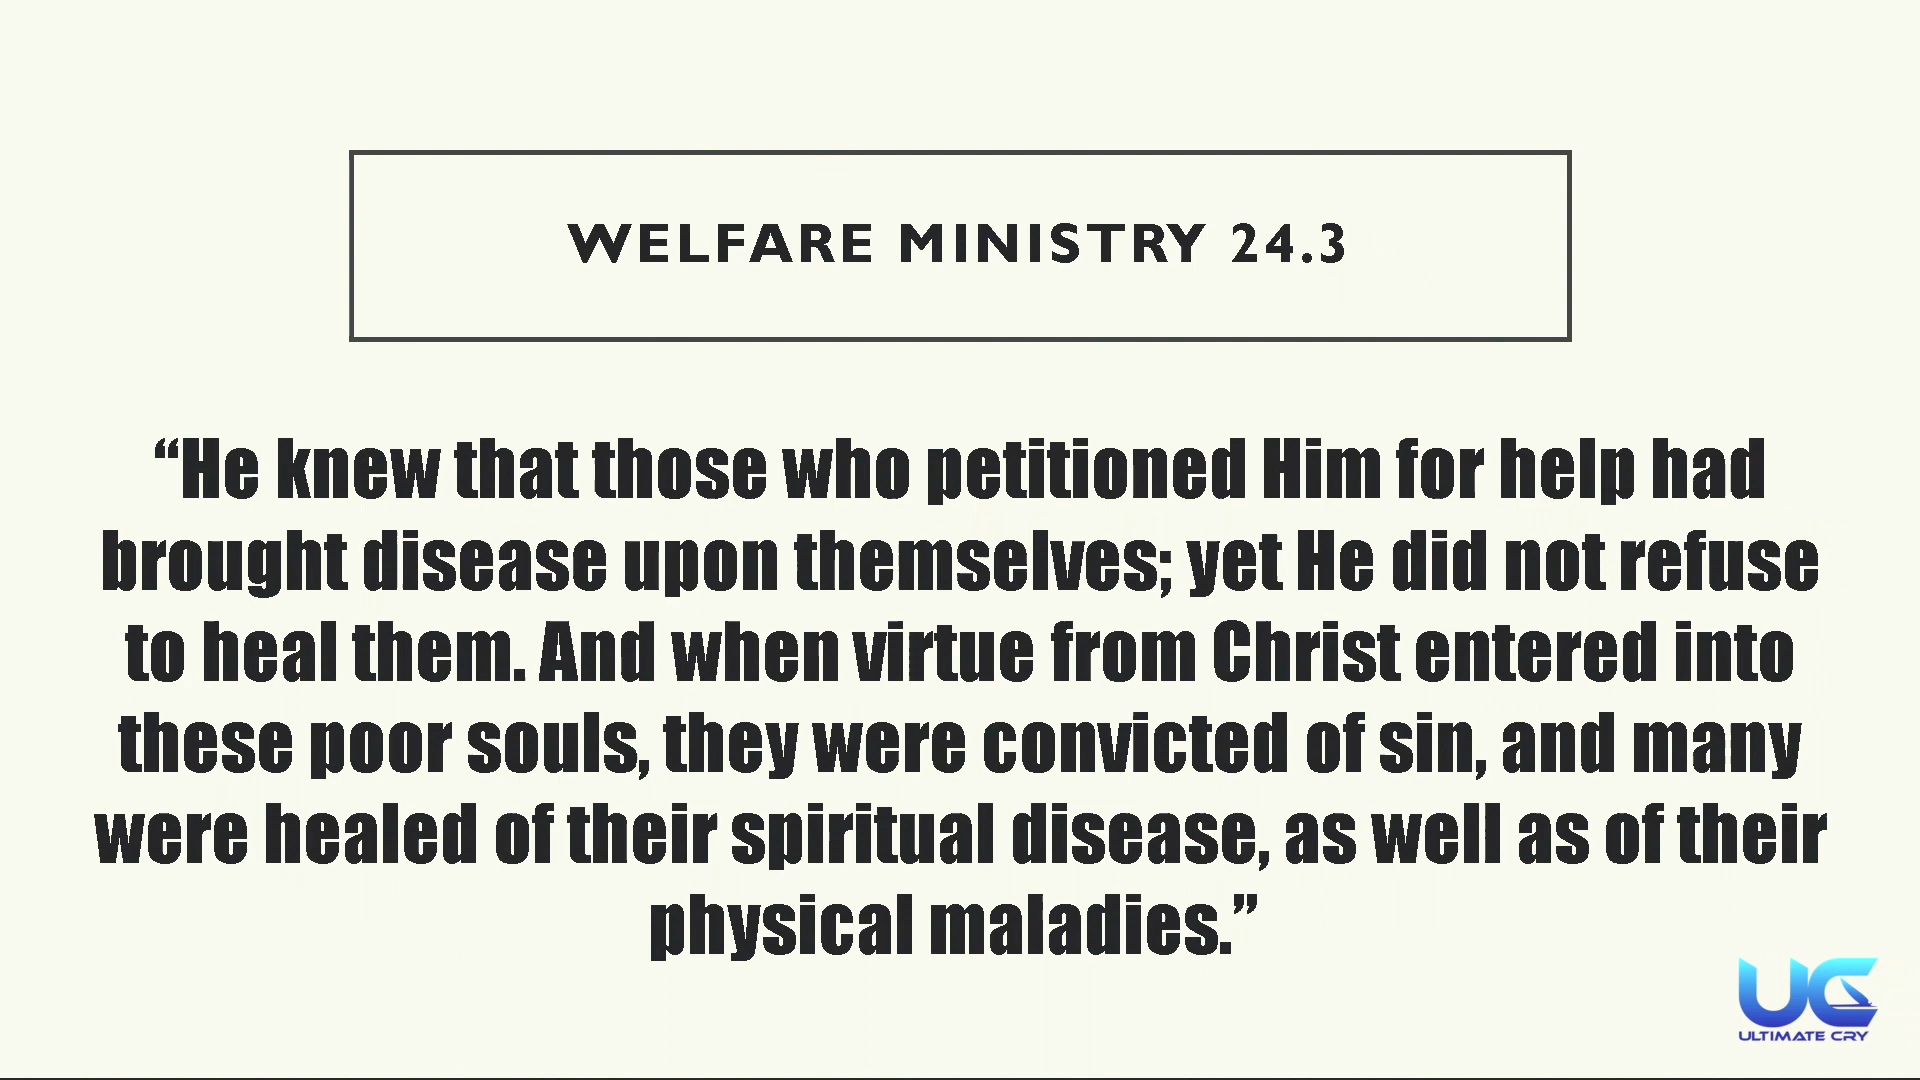 WELFARE MINISTRY 24.3
“He knew that those who petitioned Him for help had
brought disease upon themselves; yet He did not refuse
to heal them. And when virtue from Christ entered into
these poor souls, they were convicted of sin, and many
were healed of their spiritual disease, as well as of their
physical maladies.”
UC
ULTIMATE CRY